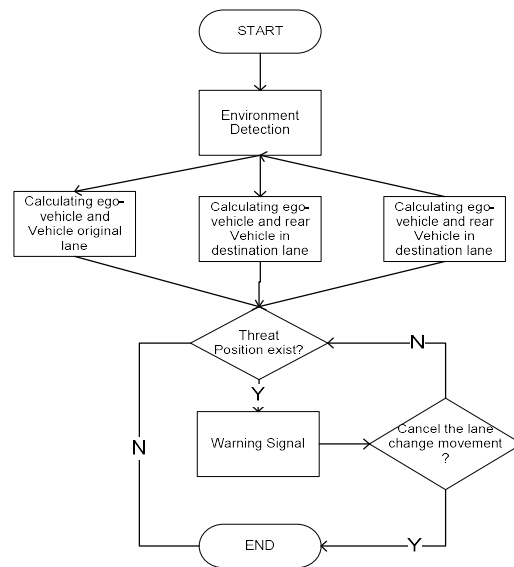 START
Environment
Detection
Calculating ego-
vehicle and
Vehicle original
lane
Calculating ego-
vehicle and rear
Vehicle in
destination lane
Calculating ego-
vehicle and rear
Vehicle in
destination lane
Threat
Position exist?
N
Y
N
Warning Signal
Cancel the lane
change movement
?
END
Y